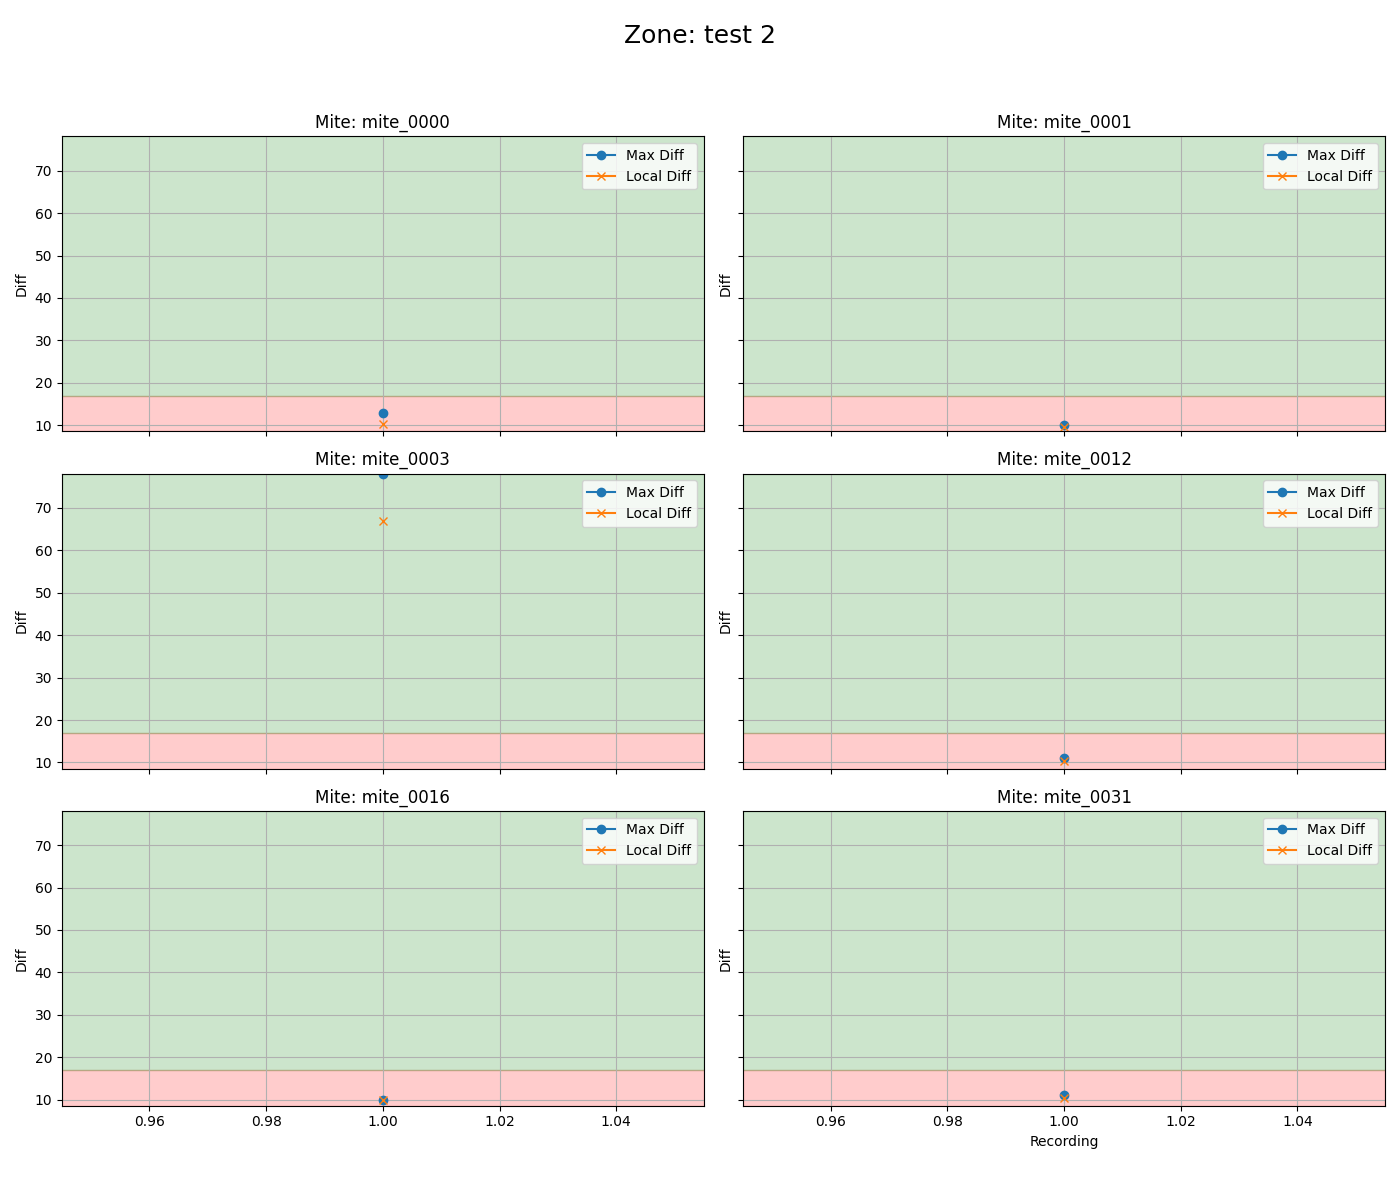 Zone: test 2
Mite: mite_0000
Mite: mite_0001
Diff
70
60
50
40
30
20
10
Max Diff
Local Diff
Diff
Max Diff
Local Diff
Mite: mite_0003
Mite: mite_0012
Diff
70
60
50
40
30
20
10
Max Diff
Local Diff
Diff
Max Diff
Local Diff
Mite: mite_0016
Mite: mite_0031
Diff
70
60
50
40
30
20
10
Max Diff
Local Diff
Diff
Max Diff
Local Diff
0.96 0.98 1.00 1.02 1.04
0.96 0.98 1.00 1.02 1.04
Recording